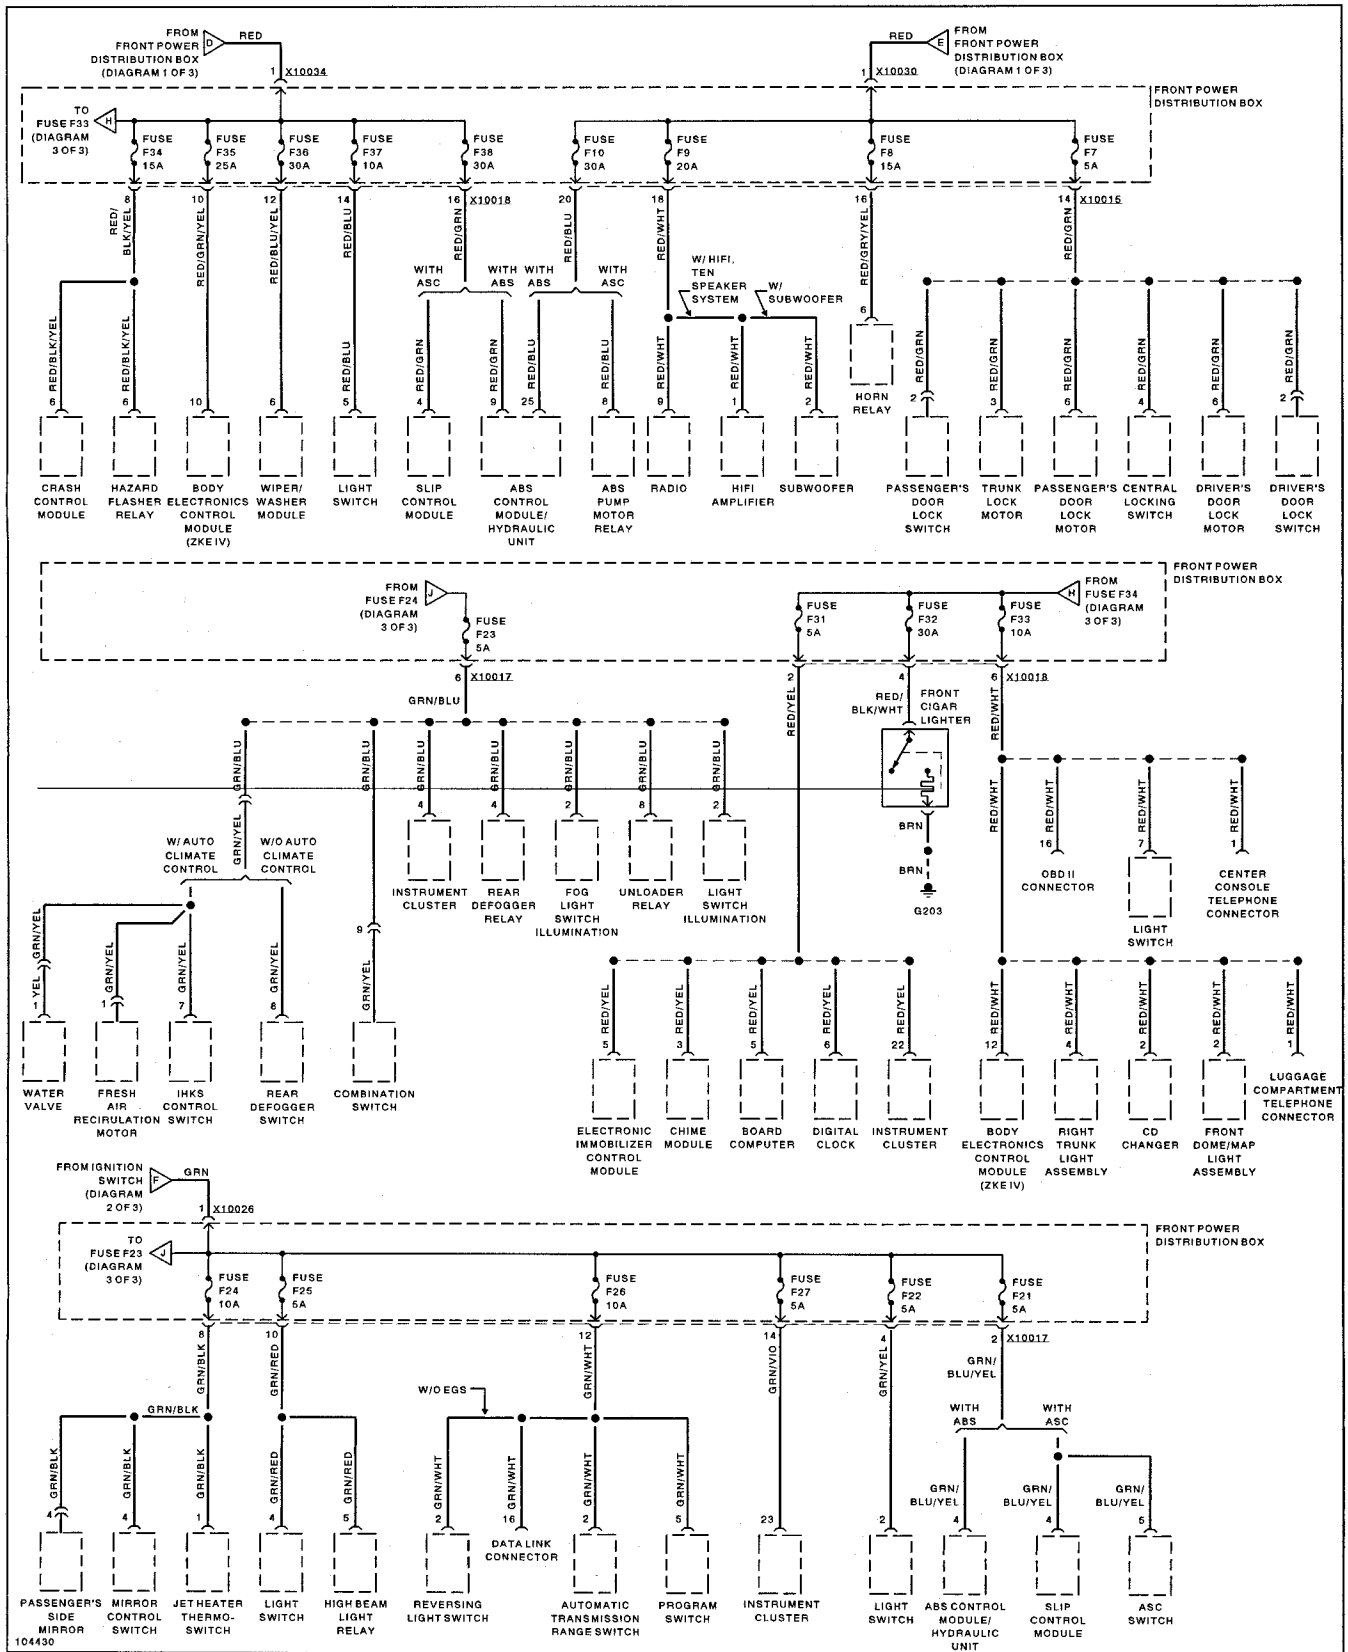 FROM
FRONT POWER
DISTRIBUTION BOX
(DIAGRAM 1 OF 3)
D
RED
1
X10034
RED
E
FROM
FRONT POWER
DISTRIBUTION BOX
(DIAGRAM 1 OF 3)
1
X10030
FRONT POWER
DISTRIBUTION BOX
TO
FUSE F33
(DIAGRAM
3 OF 3)
H
FUSE
F34
15A
FUSE
F35
25A
FUSE
F36
30A
FUSE
F37
10A
FUSE
F38
30A
FUSE
F10
30A
FUSE
F9
20A
FUSE
F8
15A
FUSE
F7
5A
8
10
12
14
16
X10018
20
18
16
14
X10015
RED/
BLK/YEL
RED/GRN/YEL
RED/BLU/YEL
RED/BLU
RED/GRN
RED/BLU
RED/WHT
RED/GRY/YEL
RED/GRN
WITH
ASC
WITH
ABS
WITH
ABS
WITH
ASC
W/ HIFI,
TEN
SPEAKER
SYSTEM
W/
SUBWOOFER
6
HORN
RELAY
RED/BLK/YEL
RED/BLK/YEL
RED/BLU
RED/GRN
RED/GRN
RED/BLU
RED/BLU
RED/WHT
RED/WHT
RED/WHT
RED/GRN
RED/GRN
RED/GRN
RED/GRN
RED/GRN
RED/GRN
6
6
10
6
5
4
9
25
8
9
1
2
2
3
6
4
6
2
CRASH
CONTROL
MODULE
HAZARD
FLASHER
RELAY
BODY
ELECTRONICS
CONTROL
MODULE
(ZKE IV)
WIPER/
WASHER
MODULE
LIGHT
SWITCH
SLIP
CONTROL
MODULE
ABS
CONTROL
MODULE/
HYDRAULIC
UNIT
ABS
PUMP
MOTOR
RELAY
RADIO
HIFI
AMPLIFIER
SUBWOOFER
PASSENGER'S
DOOR
LOCK
SWITCH
TRUNK
LOCK
MOTOR
PASSENGER'S
DOOR
LOCK
MOTOR
CENTRAL
LOCKING
SWITCH
DRIVER'S
DOOR
LOCK
MOTOR
DRIVER'S
DOOR
LOCK
SWITCH
FRONT POWER
DISTRIBUTION BOX
FROM
FUSE F24
(DIAGRAM
3 OF 3)
J
FUSE
F23
5A
FUSE
F31
5A
FUSE
F32
30A
FUSE
F33
10A
H
FROM
FUSE F34
(DIAGRAM
3 OF 3)
6
X10017
2
4
6
X10018
GRN/BLU
RED/YEL
RED/
BLK/WHT
FRONT
CIGAR
LIGHTER
RED/WHT
GRN/BLU
GRN/BLU
GRN/BLU
GRN/BLU
GRN/BLU
GRN/BLU
GRN/BLU
4
4
2
8
2
INSTRUMENT
CLUSTER
REAR
DEFOGGER
RELAY
FOG
LIGHT
SWITCH
ILLUMINATION
UNLOADER
RELAY
LIGHT
SWITCH
ILLUMINATION
BRN
BRN
G203
RED/WHT
RED/WHT
RED/WHT
RED/WHT
16
OBD II
CONNECTOR
7
LIGHT
SWITCH
1
CENTER
CONSOLE
TELEPHONE
CONNECTOR
GRN/YEL
W/ AUTO
CLIMATE
CONTROL
W/O AUTO
CLIMATE
CONTROL
GRN/YEL
GRN/YEL
GRN/YEL
GRN/YEL
9
GRN/YEL
YEL
1
1
7
8
WATER
VALVE
FRESH
AIR
RECIRULATION
MOTOR
IHKS
CONTROL
SWITCH
REAR
DEFOGGER
SWITCH
COMBINATION
SWITCH
RED/YEL
RED/YEL
RED/YEL
RED/YEL
RED/YEL
RED/WHT
RED/WHT
RED/WHT
RED/WHT
RED/WHT
5
3
5
6
22
12
4
2
2
1
ELECTRONIC
IMMOBILIZER
CONTROL
MODULE
CHIME
MODULE
BOARD
COMPUTER
DIGITAL
CLOCK
INSTRUMENT
CLUSTER
BODY
ELECTRONICS
CONTROL
MODULE
(ZKE IV)
RIGHT
TRUNK
LIGHT
ASSEMBLY
CD
CHANGER
FRONT
DOME/MAP
LIGHT
ASSEMBLY
LUGGAGE
COMPARTMENT
TELEPHONE
CONNECTOR
FROM IGNITION
SWITCH
(DIAGRAM
2 OF 3)
F
GRN
1
X10026
FRONT POWER
DISTRIBUTION BOX
TO
FUSE F23
(DIAGRAM
3 OF 3)
J
FUSE
F24
10A
FUSE
F25
5A
FUSE
F26
10A
FUSE
F27
5A
FUSE
F22
5A
FUSE
F21
5A
8
10
12
14
4
2
X10017
GRN/BLK
GRN/RED
GRN/WHT
GRN/VIO
GRN/YEL
GRN/
BLU/YEL
GRN/BLK
W/O EGS
WITH
ABS
WITH
ASC
GRN/BLK
GRN/BLK
GRN/BLK
GRN/RED
GRN/RED
GRN/WHT
GRN/WHT
GRN/WHT
GRN/WHT
GRN/
BLU/YEL
GRN/
BLU/YEL
GRN/
BLU/YEL
4
4
1
4
5
2
16
2
5
23
2
4
4
5
DATA LINK
CONNECTOR
PASSENGER'S
SIDE
MIRROR
MIRROR
CONTROL
SWITCH
JET HEATER
THERMO-
SWITCH
LIGHT
SWITCH
HIGH BEAM
LIGHT
RELAY
REVERSING
LIGHT SWITCH
AUTOMATIC
TRANSMISSION
RANGE SWITCH
PROGRAM
SWITCH
INSTRUMENT
CLUSTER
LIGHT
SWITCH
ABS CONTROL
MODULE/
HYDRAULIC
UNIT
SLIP
CONTROL
MODULE
ASC
SWITCH
104430